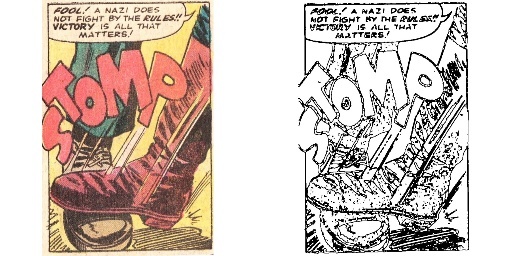 FOOL! A NAZI DOES
NOT FIGHT BY THE RULES!!
VICTORY IS ALL THAT
MATTERS!
STOMP
FOOL! A NAZI DOES
NOT FIGHT BY THE RULES!!
VICTORY IS ALL THAT
MATTERS!
STOMP